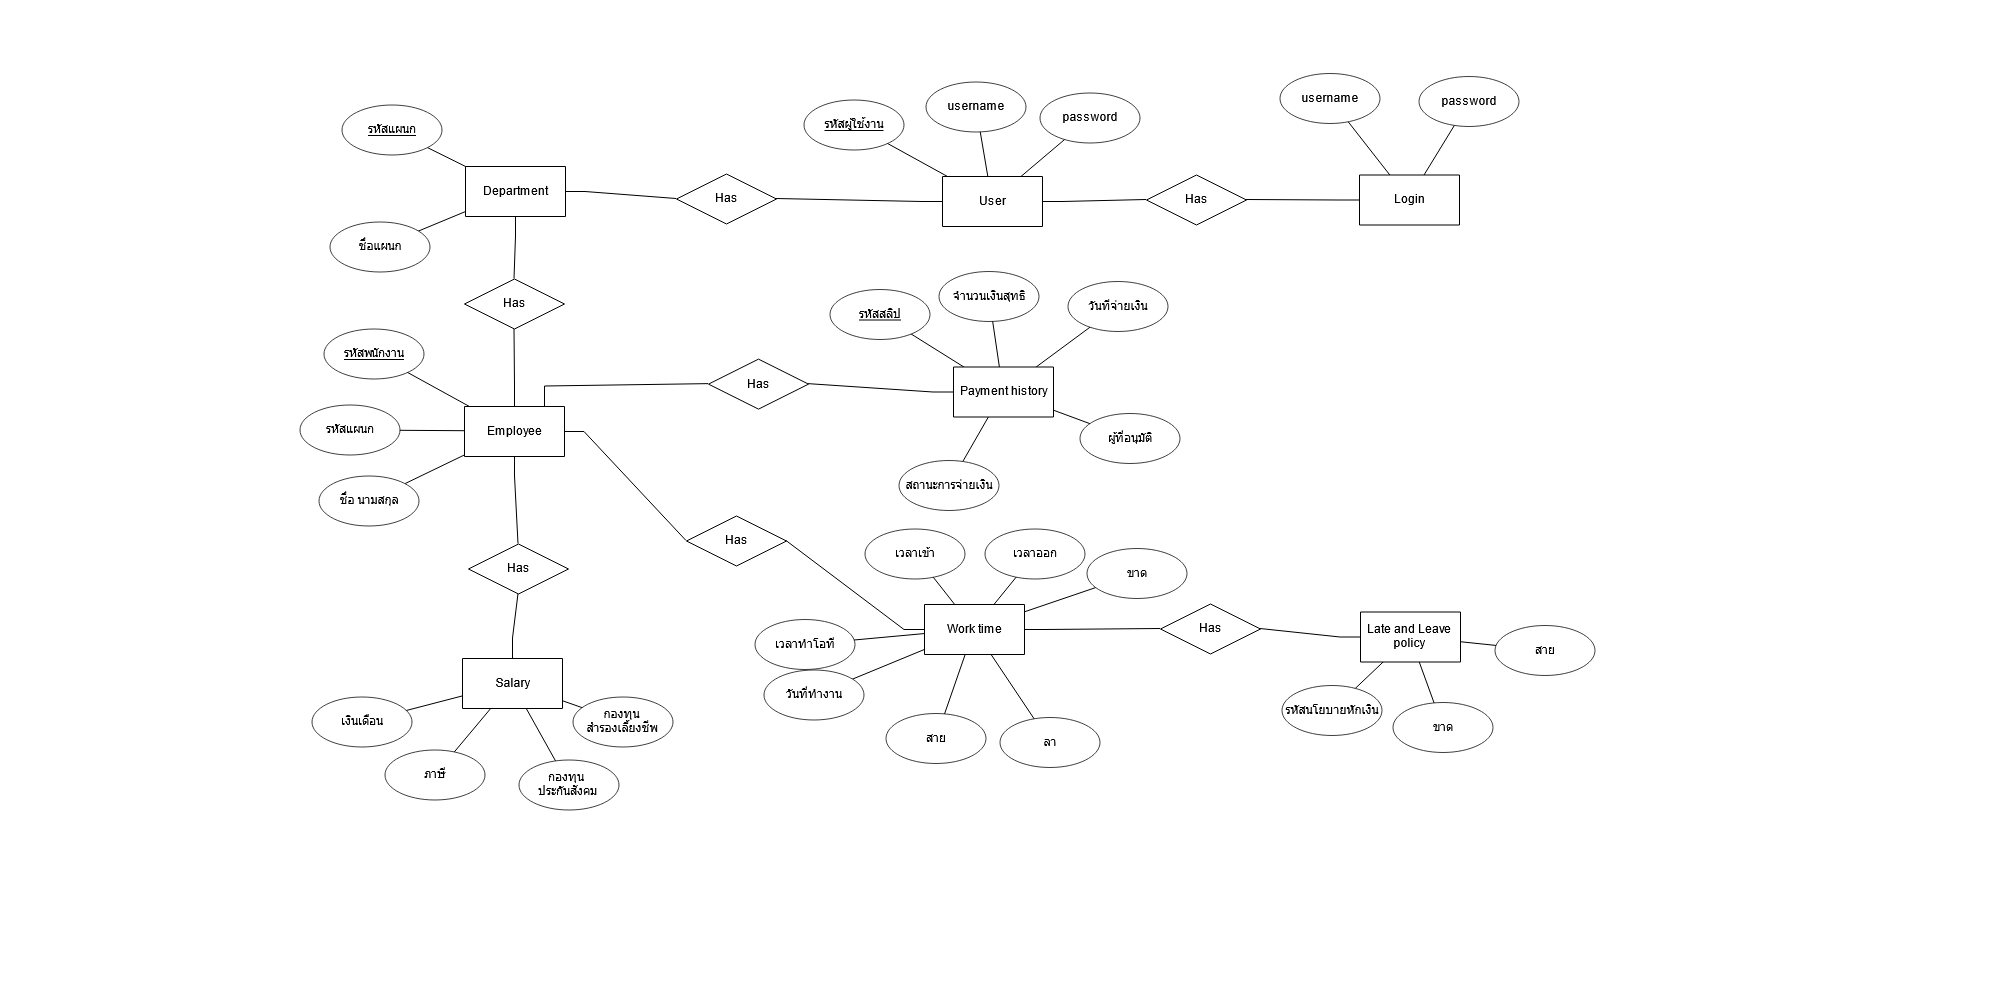 username
password
username
password
รหัสผู้ใช้งาน
รหัสแผนก
Department
Has
User
Has
Login
ชื่อแผนก
Has
จำนวนเงินสุทธิ
วันที่จ่ายเงิน
รหัสสลิป
รหัสพนักงาน
Has
Payment history
รหัสแผนก
Employee
ผู้ที่อนุมัติ
ชื่อ นามสกุล
สถานะการจ่ายเงิน
Has
เวลาเข้า
เวลาออก
ขาด
Has
เวลาทำโอที
Work time
Has
Late and Leave
policy
สาย
วันที่ทำงาน
Salary
รหัสนโยบายหักเงิน
ขาด
เงินเดือน
กองทุน
สำรองเลี้ยงชีพ
สาย
ลา
ภาษี
กองทุน
ประกันสังคม